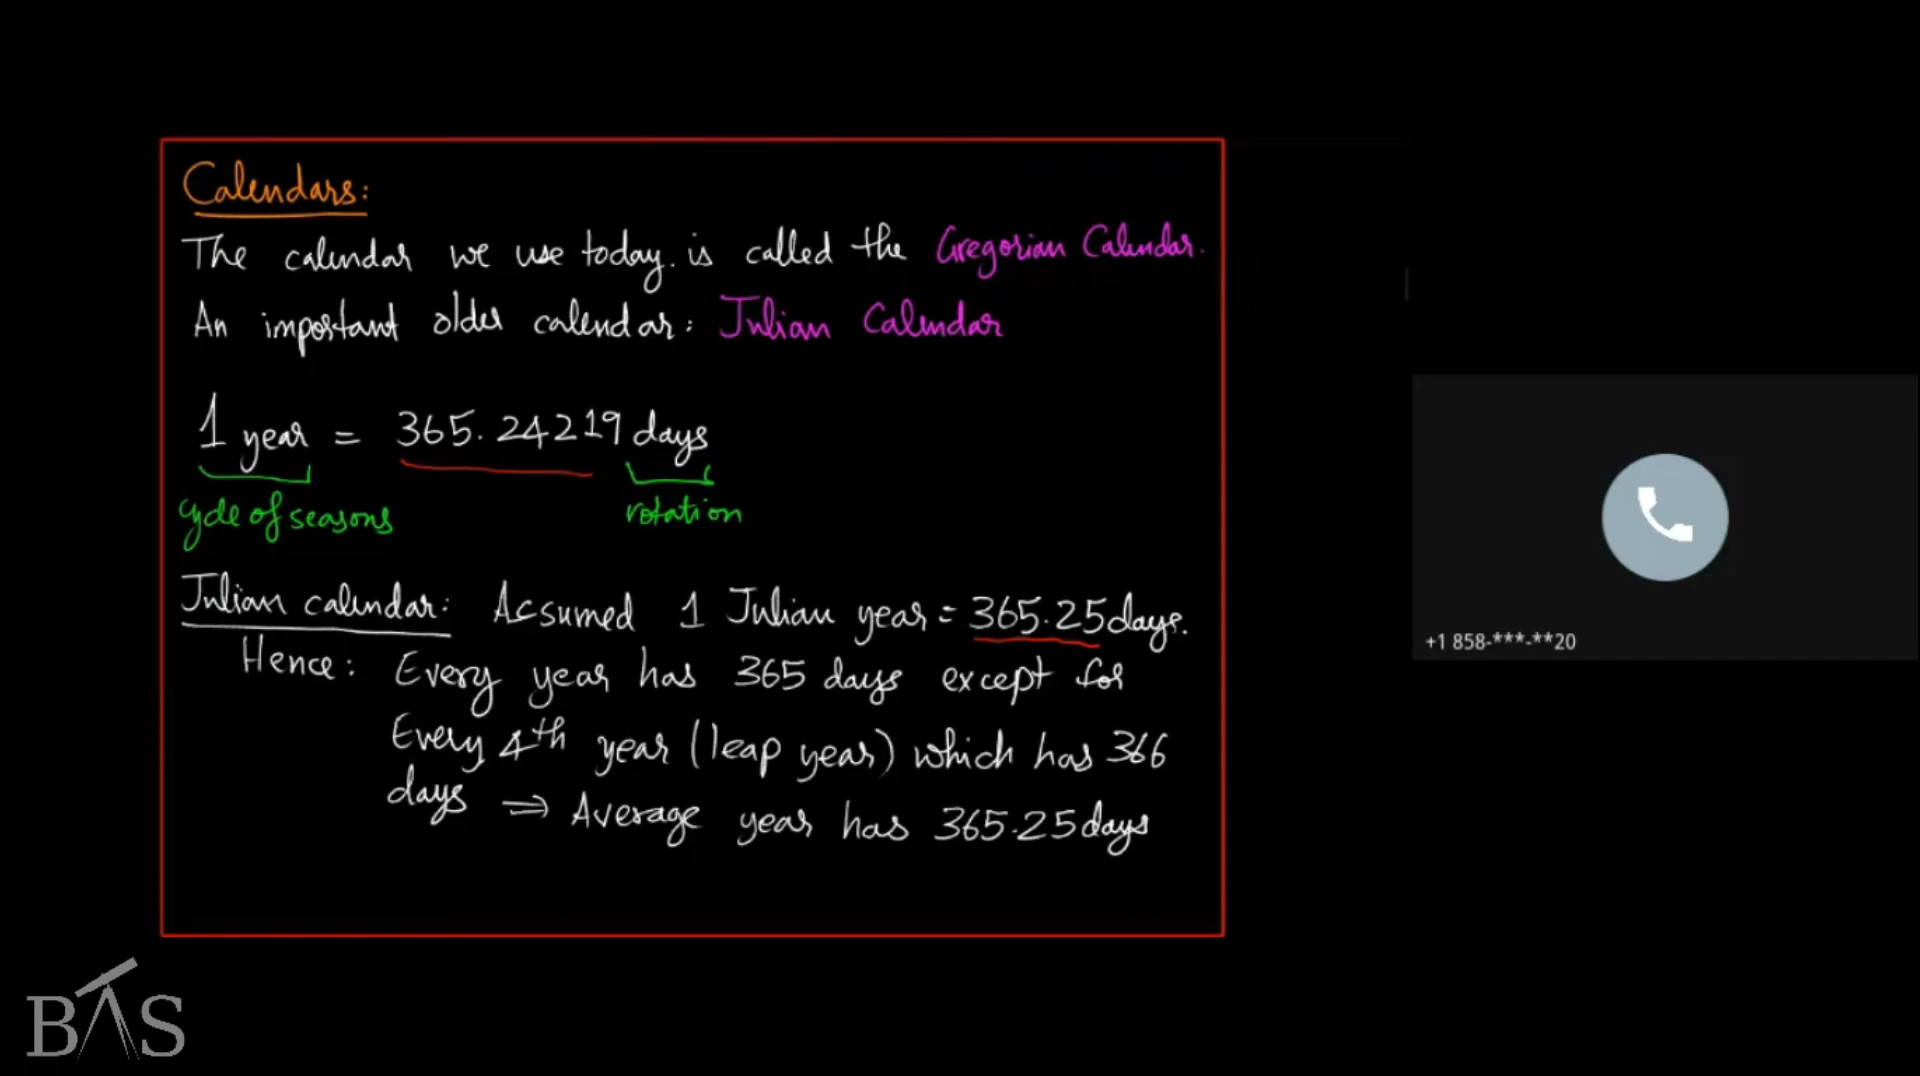 Calendars:
The calendar we use today. is called the Gregorian Calendar.
An important older calendar: Julian Calendar
1 year = 365.24219 days
cycle of seasons rotation
Julian calendar: Assumed 1 Julian year = 365.25 days.
Hence: Every year has 365 days except for
Every 4th year (leap year) which has 366
days ⇒ Average year has 365.25 days
+1 858-***-**20
BAS